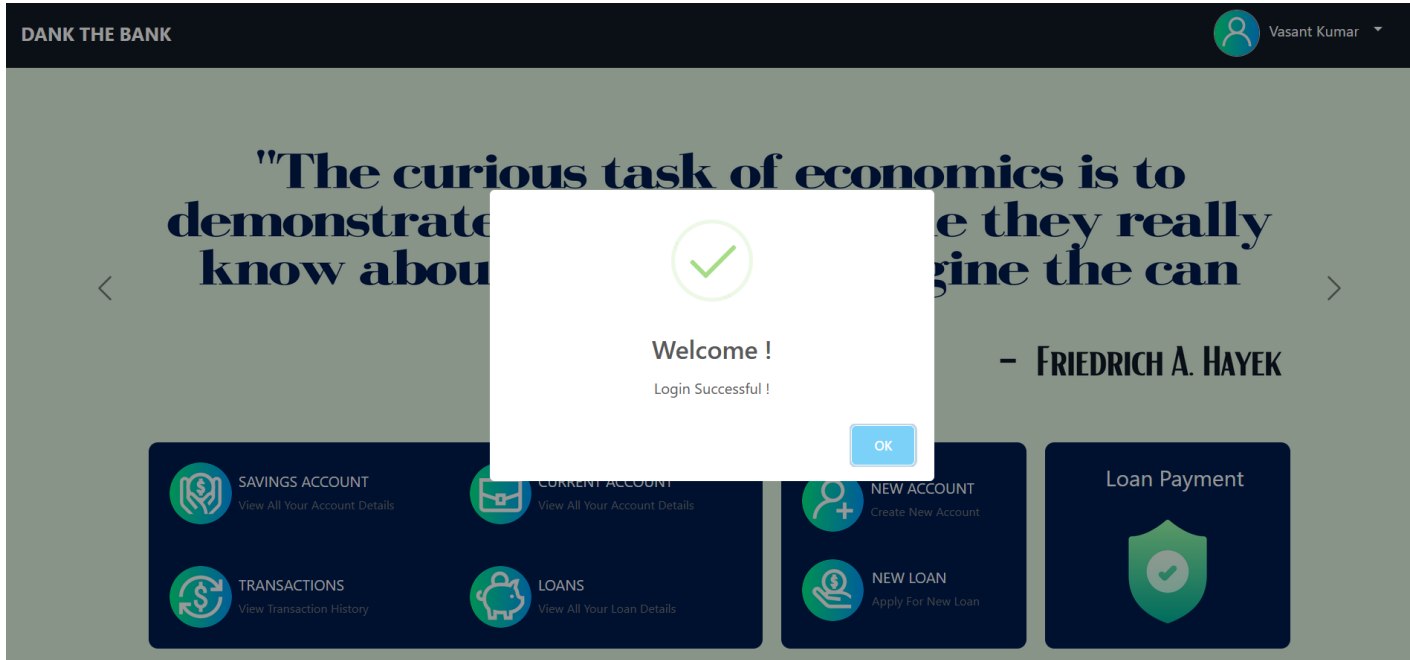 DANK THE BANK
Vasant Kumar
"The curious task of economics is to
demonstrate e they really
know abou gine the can
- FRIEDRICH A. HAYEK
Welcome !
Login Successful !
OK
SAVINGS ACCOUNT
View All Your Account Details
CURRENT ACCOUNT
View All Your Account Details
TRANSACTIONS
View Transaction History
LOANS
View All Your Loan Details
NEW ACCOUNT
Create New Account
NEW LOAN
Apply For New Loan
Loan Payment